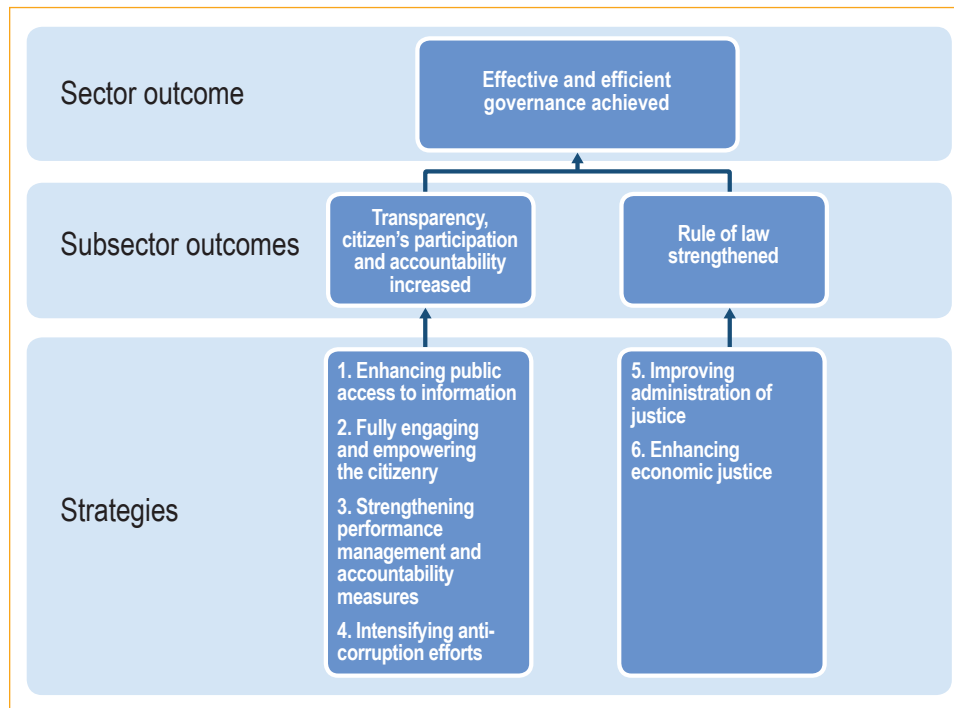 Sector outcome
Effective and efficient
governance achieved
Subsector outcomes
Transparency,
citizen's participation
and accountability
increased
Rule of law
strengthened
Strategies
1. Enhancing public
access to information
2. Fully engaging
and empowering
the citizenry
3. Strengthening
performance
management and
accountability
measures
4. Intensifying anti-
corruption efforts
5. Improving
administration of
justice
6. Enhancing
economic justice